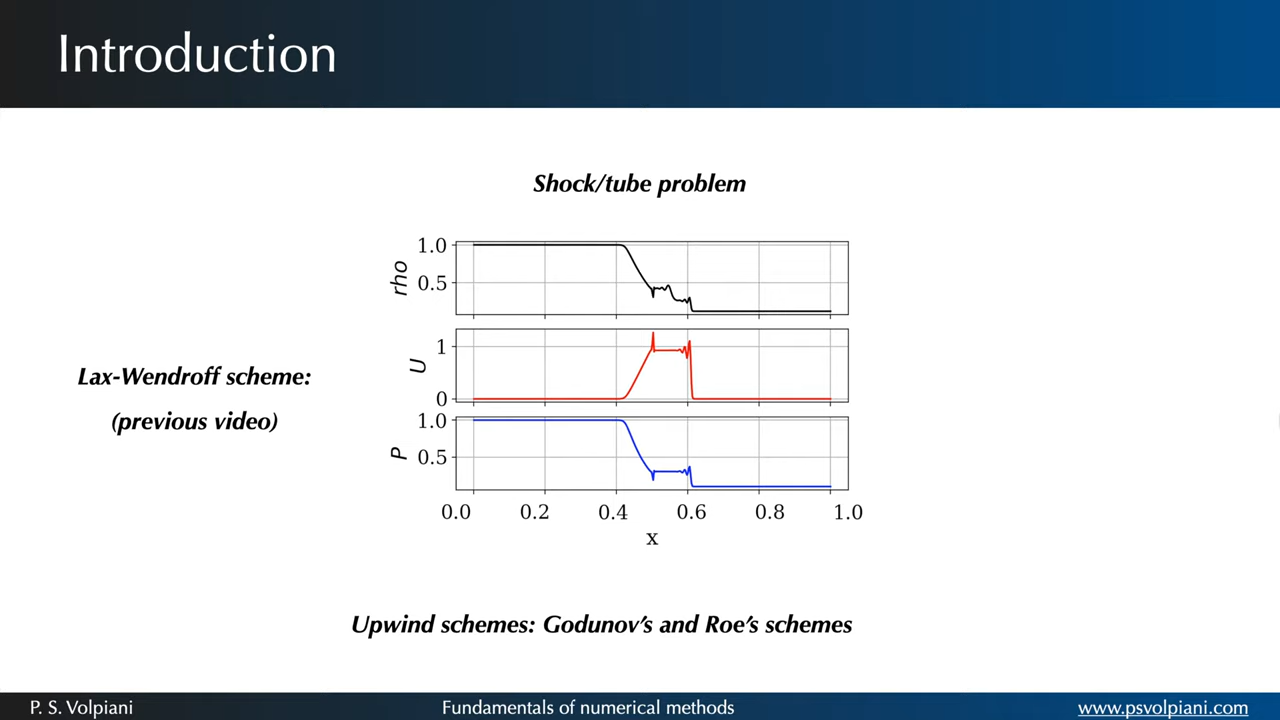 Introduction
Shock/tube problem
1.0
0.5
rho
1
0
U
Lax-Wendroff scheme:
(previous video)
1.0
0.5
P
0.0 0.2 0.4 0.6 0.8 1.0
x
Upwind schemes: Godunov's and Roe's schemes
P. S. Volpiani Fundamentals of numerical methods www.psvolpiani.com